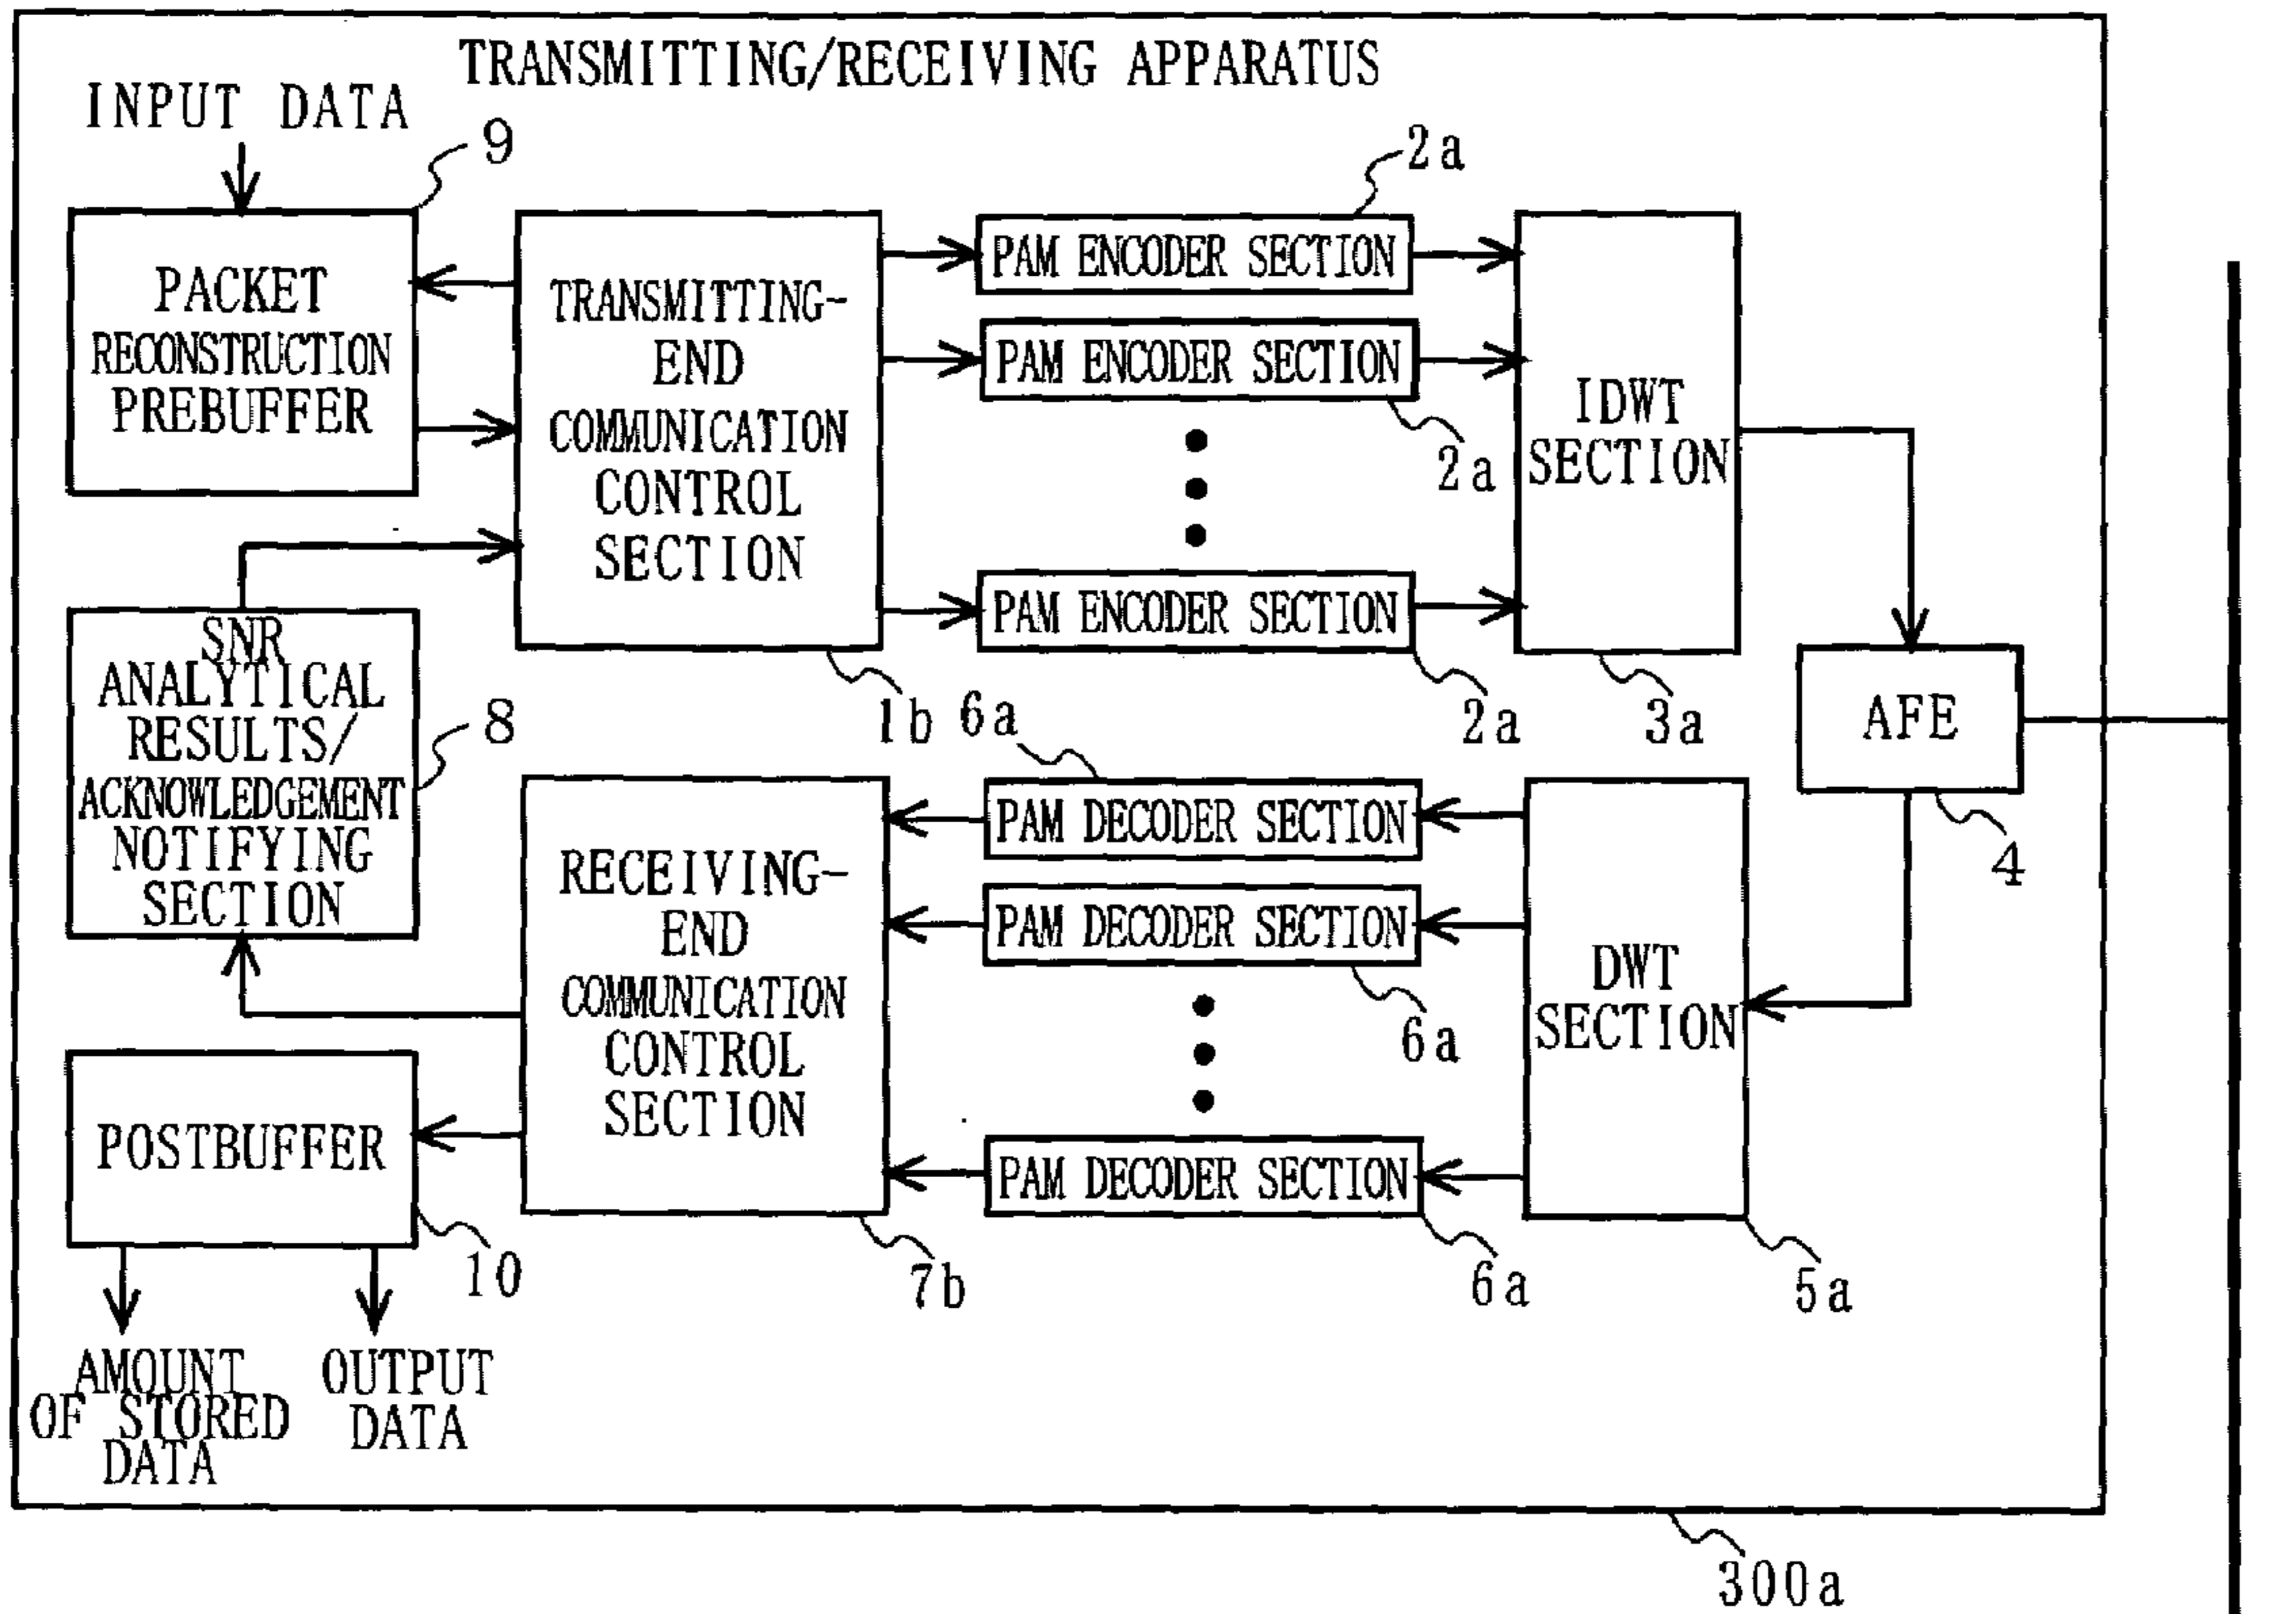 TRANSMITTING/RECEIVING APPARATUS
INPUT DATA
9
PACKET
RECONSTRUCTION
PREBUFFER
TRANSMITTING-
END
COMMUNICATION
CONTROL
SECTION
1b
2a
PAM ENCODER SECTION
PAM ENCODER SECTION
2a
PAM ENCODER SECTION
2a
IDWT
SECTION
3a
AFE
4
SNR
ANALYTICAL
RESULTS/
ACKNOWLEDGEMENT
NOTIFYING
SECTION
8
RECEIVING-
END
COMMUNICATION
CONTROL
SECTION
7b
6a
PAM DECODER SECTION
PAM DECODER SECTION
6a
PAM DECODER SECTION
6a
DWT
SECTION
5a
POSTBUFFER
10
AMOUNT
OF STORED
DATA
OUTPUT
DATA
300a